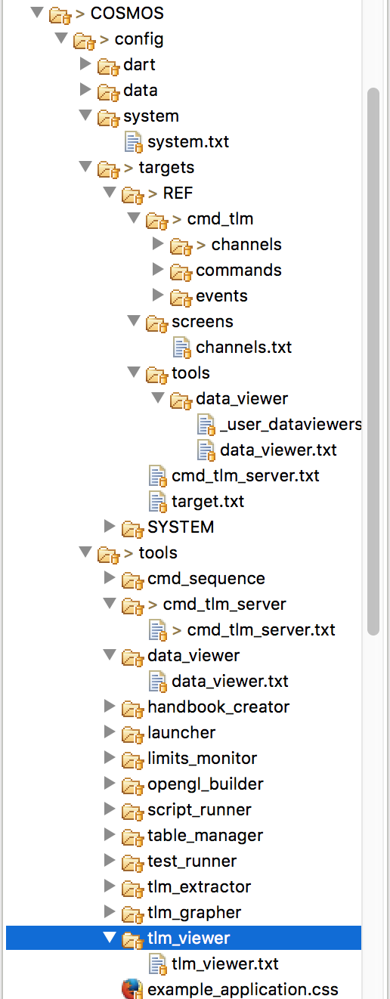 > COSMOS
> config
dart
data
system
system.txt
> targets
> REF
> cmd_tlm
> channels
commands
events
screens
channels.txt
tools
data_viewer
_user_dataviewers
data_viewer.txt
cmd_tlm_server.txt
target.txt
SYSTEM
> tools
cmd_sequence
> cmd_tlm_server
> cmd_tlm_server.txt
data_viewer
data_viewer.txt
handbook_creator
launcher
limits_monitor
opengl_builder
script_runner
table_manager
test_runner
tlm_extractor
tlm_grapher
tlm_viewer
tlm_viewer.txt
example_application.css